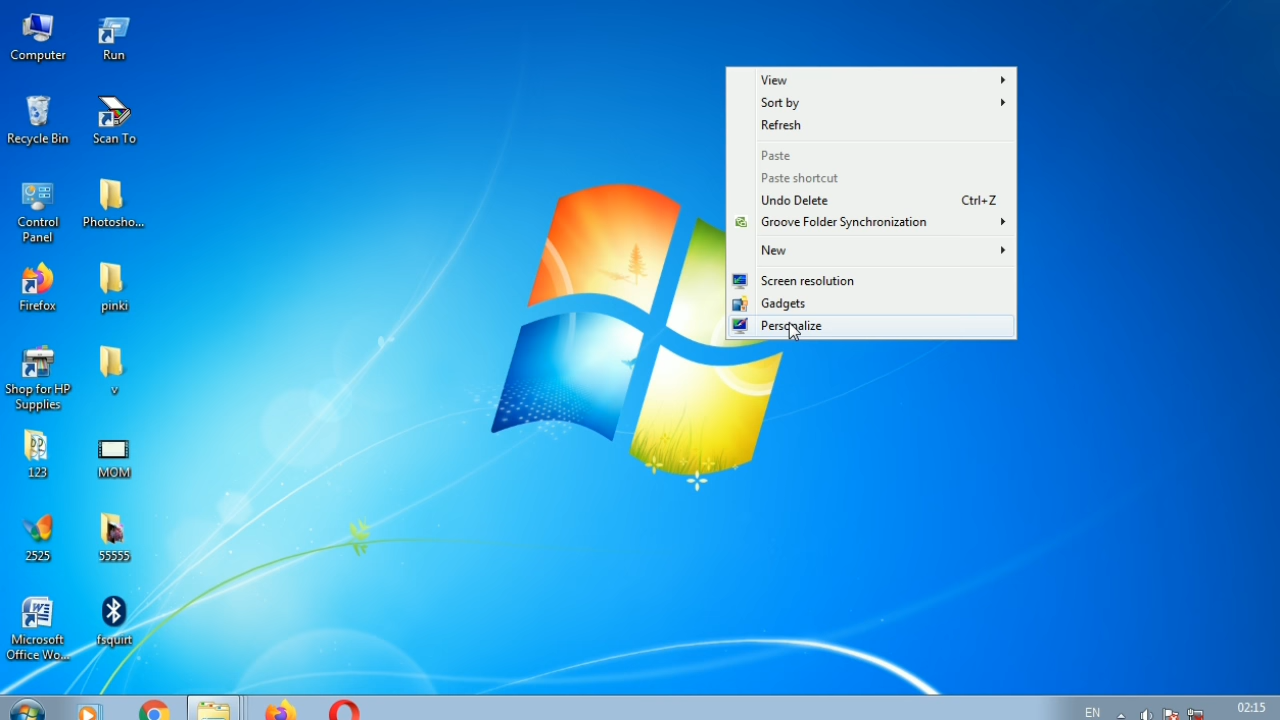 Computer
Run
Recycle Bin
Scan To
Control
Panel
Photosho...
Firefox
pinki
Shop for HP
Supplies
v
123
MOM
2525
55555
Microsoft
Office Wo...
fsquirt
View
Sort by
Refresh
Paste
Paste shortcut
Undo Delete Ctrl+Z
Groove Folder Synchronization
New
Screen resolution
Gadgets
Personalize
EN
02:15